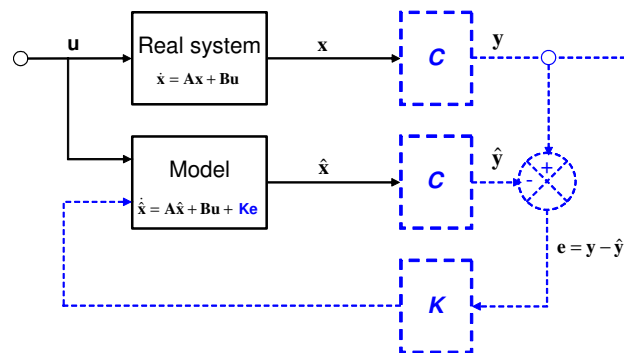 u
Real system
ẋ = Ax + Bu
x
C
y
Model
x̂̇ = Ax̂ + Bu + Ke
x̂
C
ŷ
+
-
e = y − ŷ
K